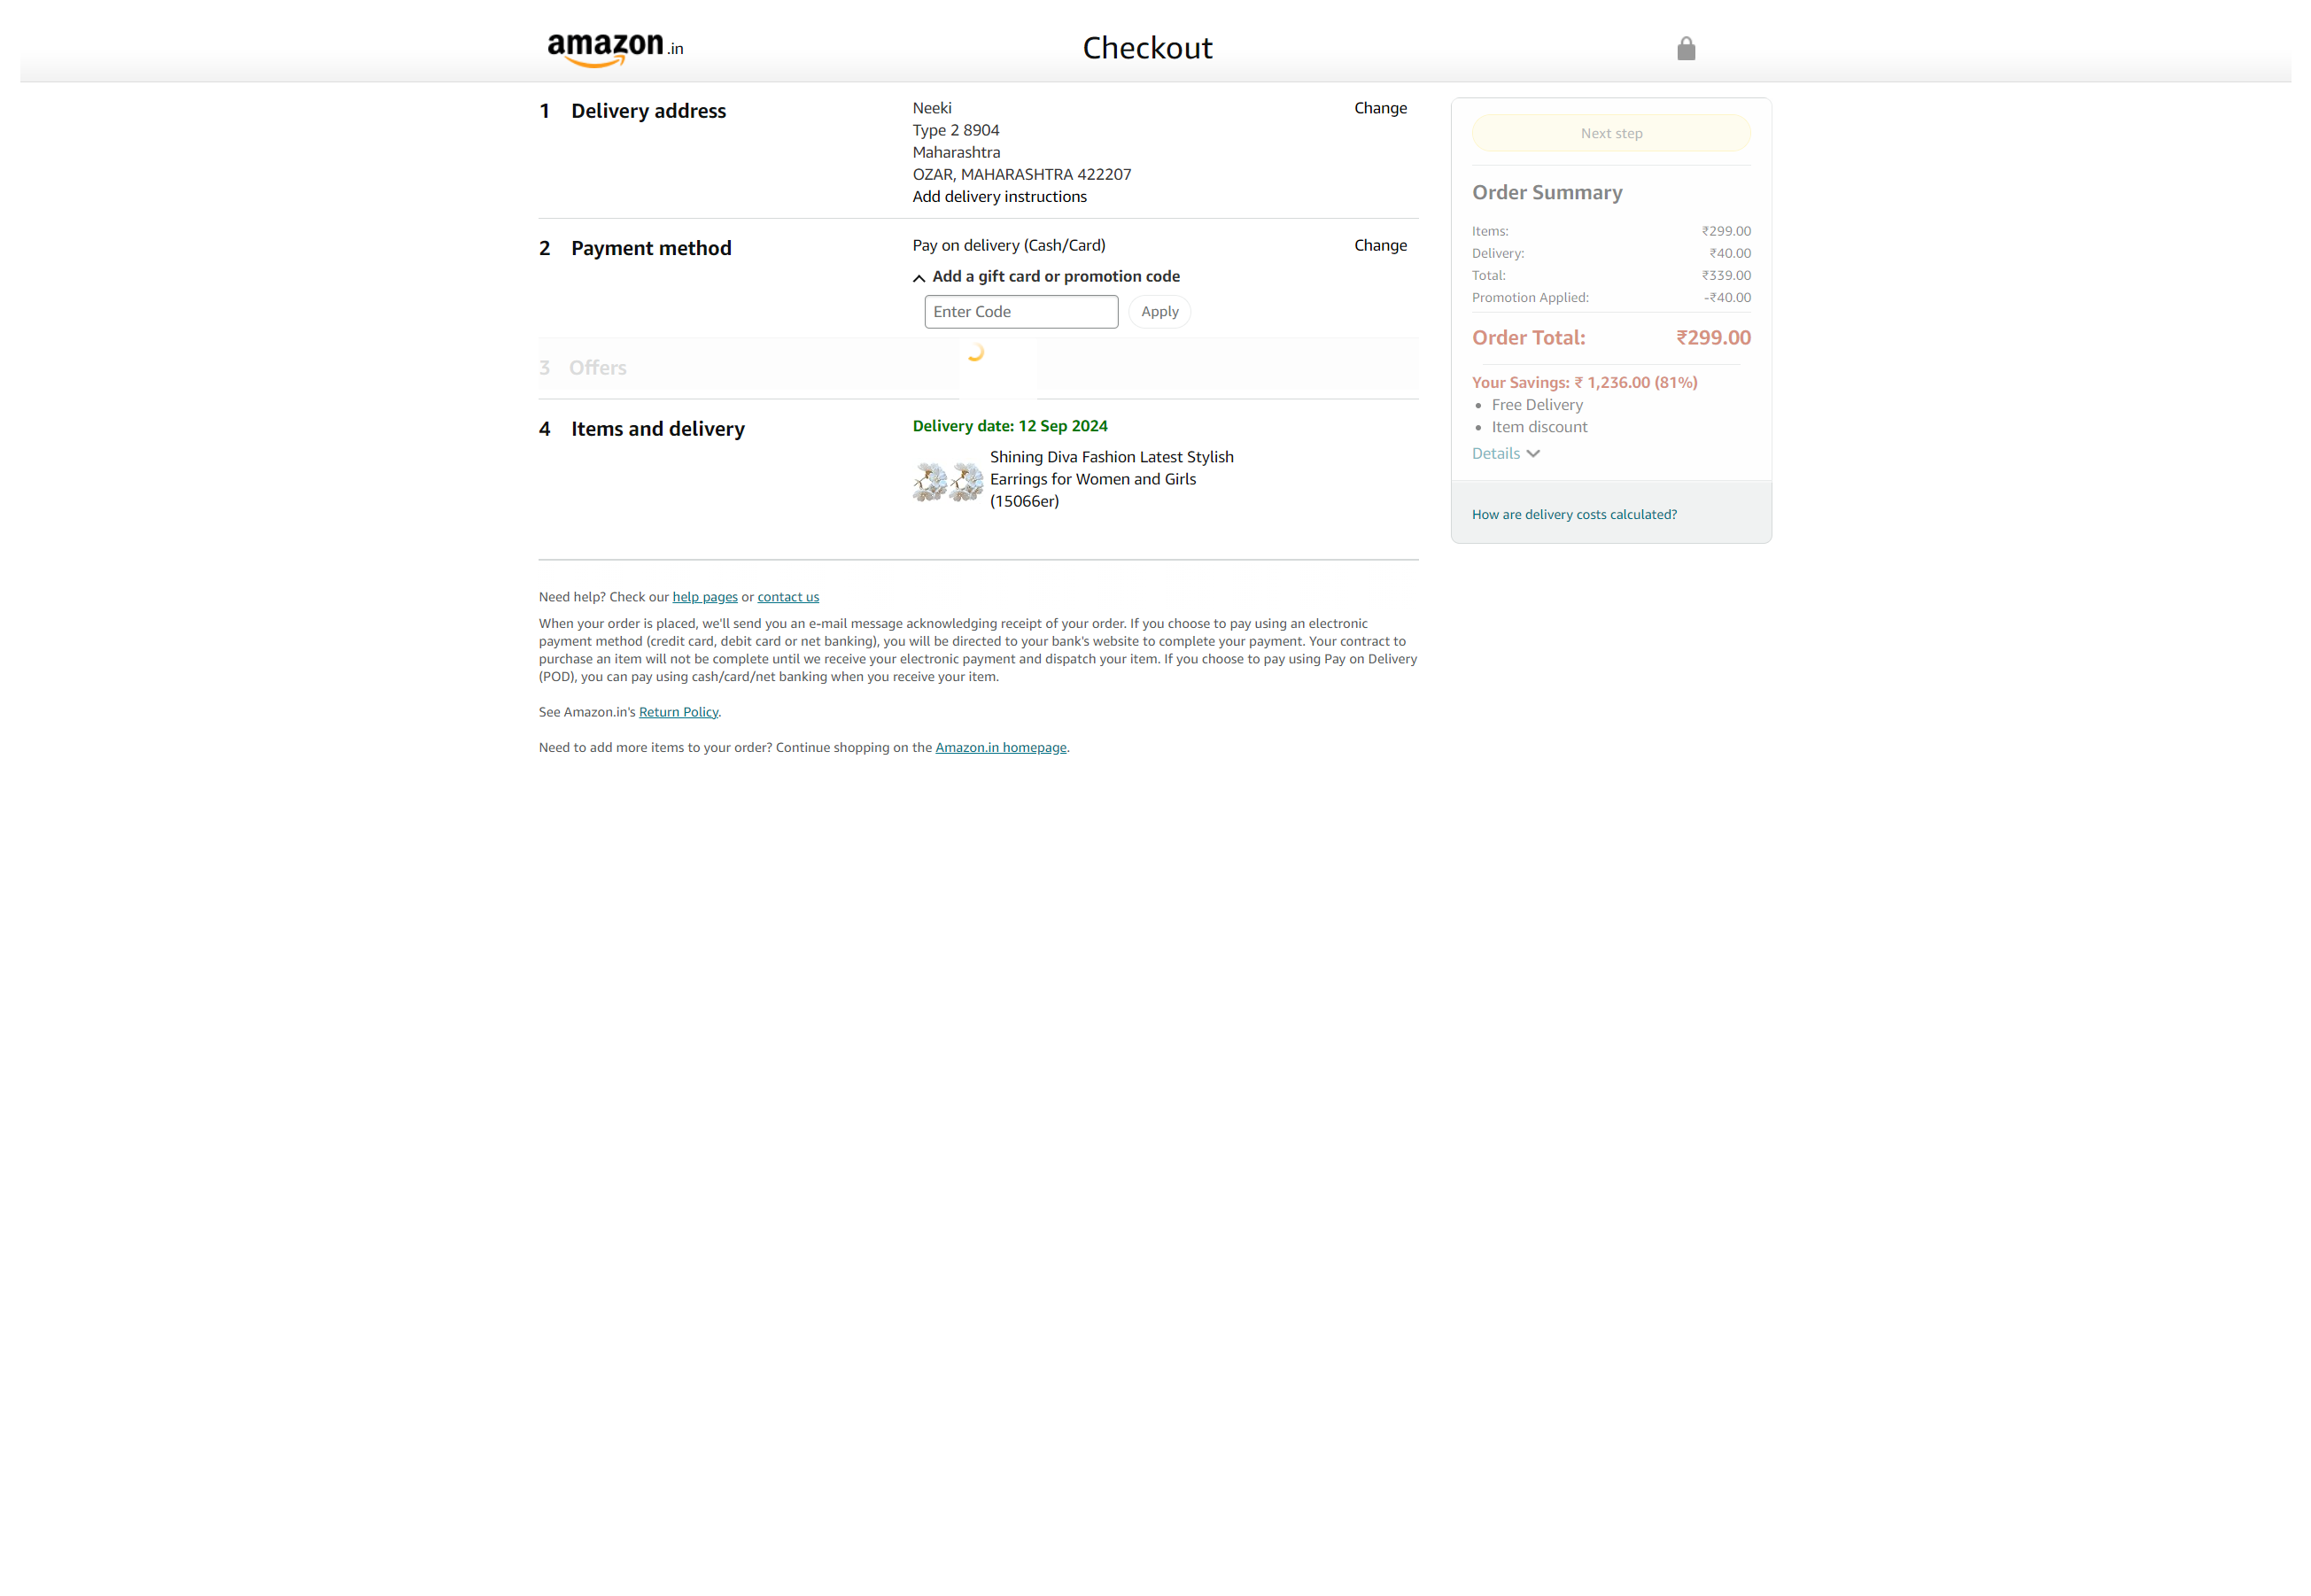 amazon.in
Checkout
1 Delivery address
Neeki
Type 2 8904
Maharashtra
OZAR, MAHARASHTRA 422207
Add delivery instructions
Change
2 Payment method
Pay on delivery (Cash/Card)
Change
Add a gift card or promotion code
Enter Code
Apply
3 Offers
4 Items and delivery
Delivery date: 12 Sep 2024
Shining Diva Fashion Latest Stylish
Earrings for Women and Girls
(15066er)
Need help? Check our help pages or contact us
When your order is placed, we'll send you an e-mail message acknowledging receipt of your order. If you choose to pay using an electronic
payment method (credit card, debit card or net banking), you will be directed to your bank's website to complete your payment. Your contract to
purchase an item will not be complete until we receive your electronic payment and dispatch your item. If you choose to pay using Pay on Delivery
(POD), you can pay using cash/card/net banking when you receive your item.
See Amazon.in's Return Policy.
Need to add more items to your order? Continue shopping on the Amazon.in homepage.
Next step
Order Summary
Items: ₹299.00
Delivery: ₹40.00
Total: ₹339.00
Promotion Applied: -₹40.00
Order Total: ₹299.00
Your Savings: ₹ 1,236.00 (81%)
• Free Delivery
• Item discount
Details
How are delivery costs calculated?